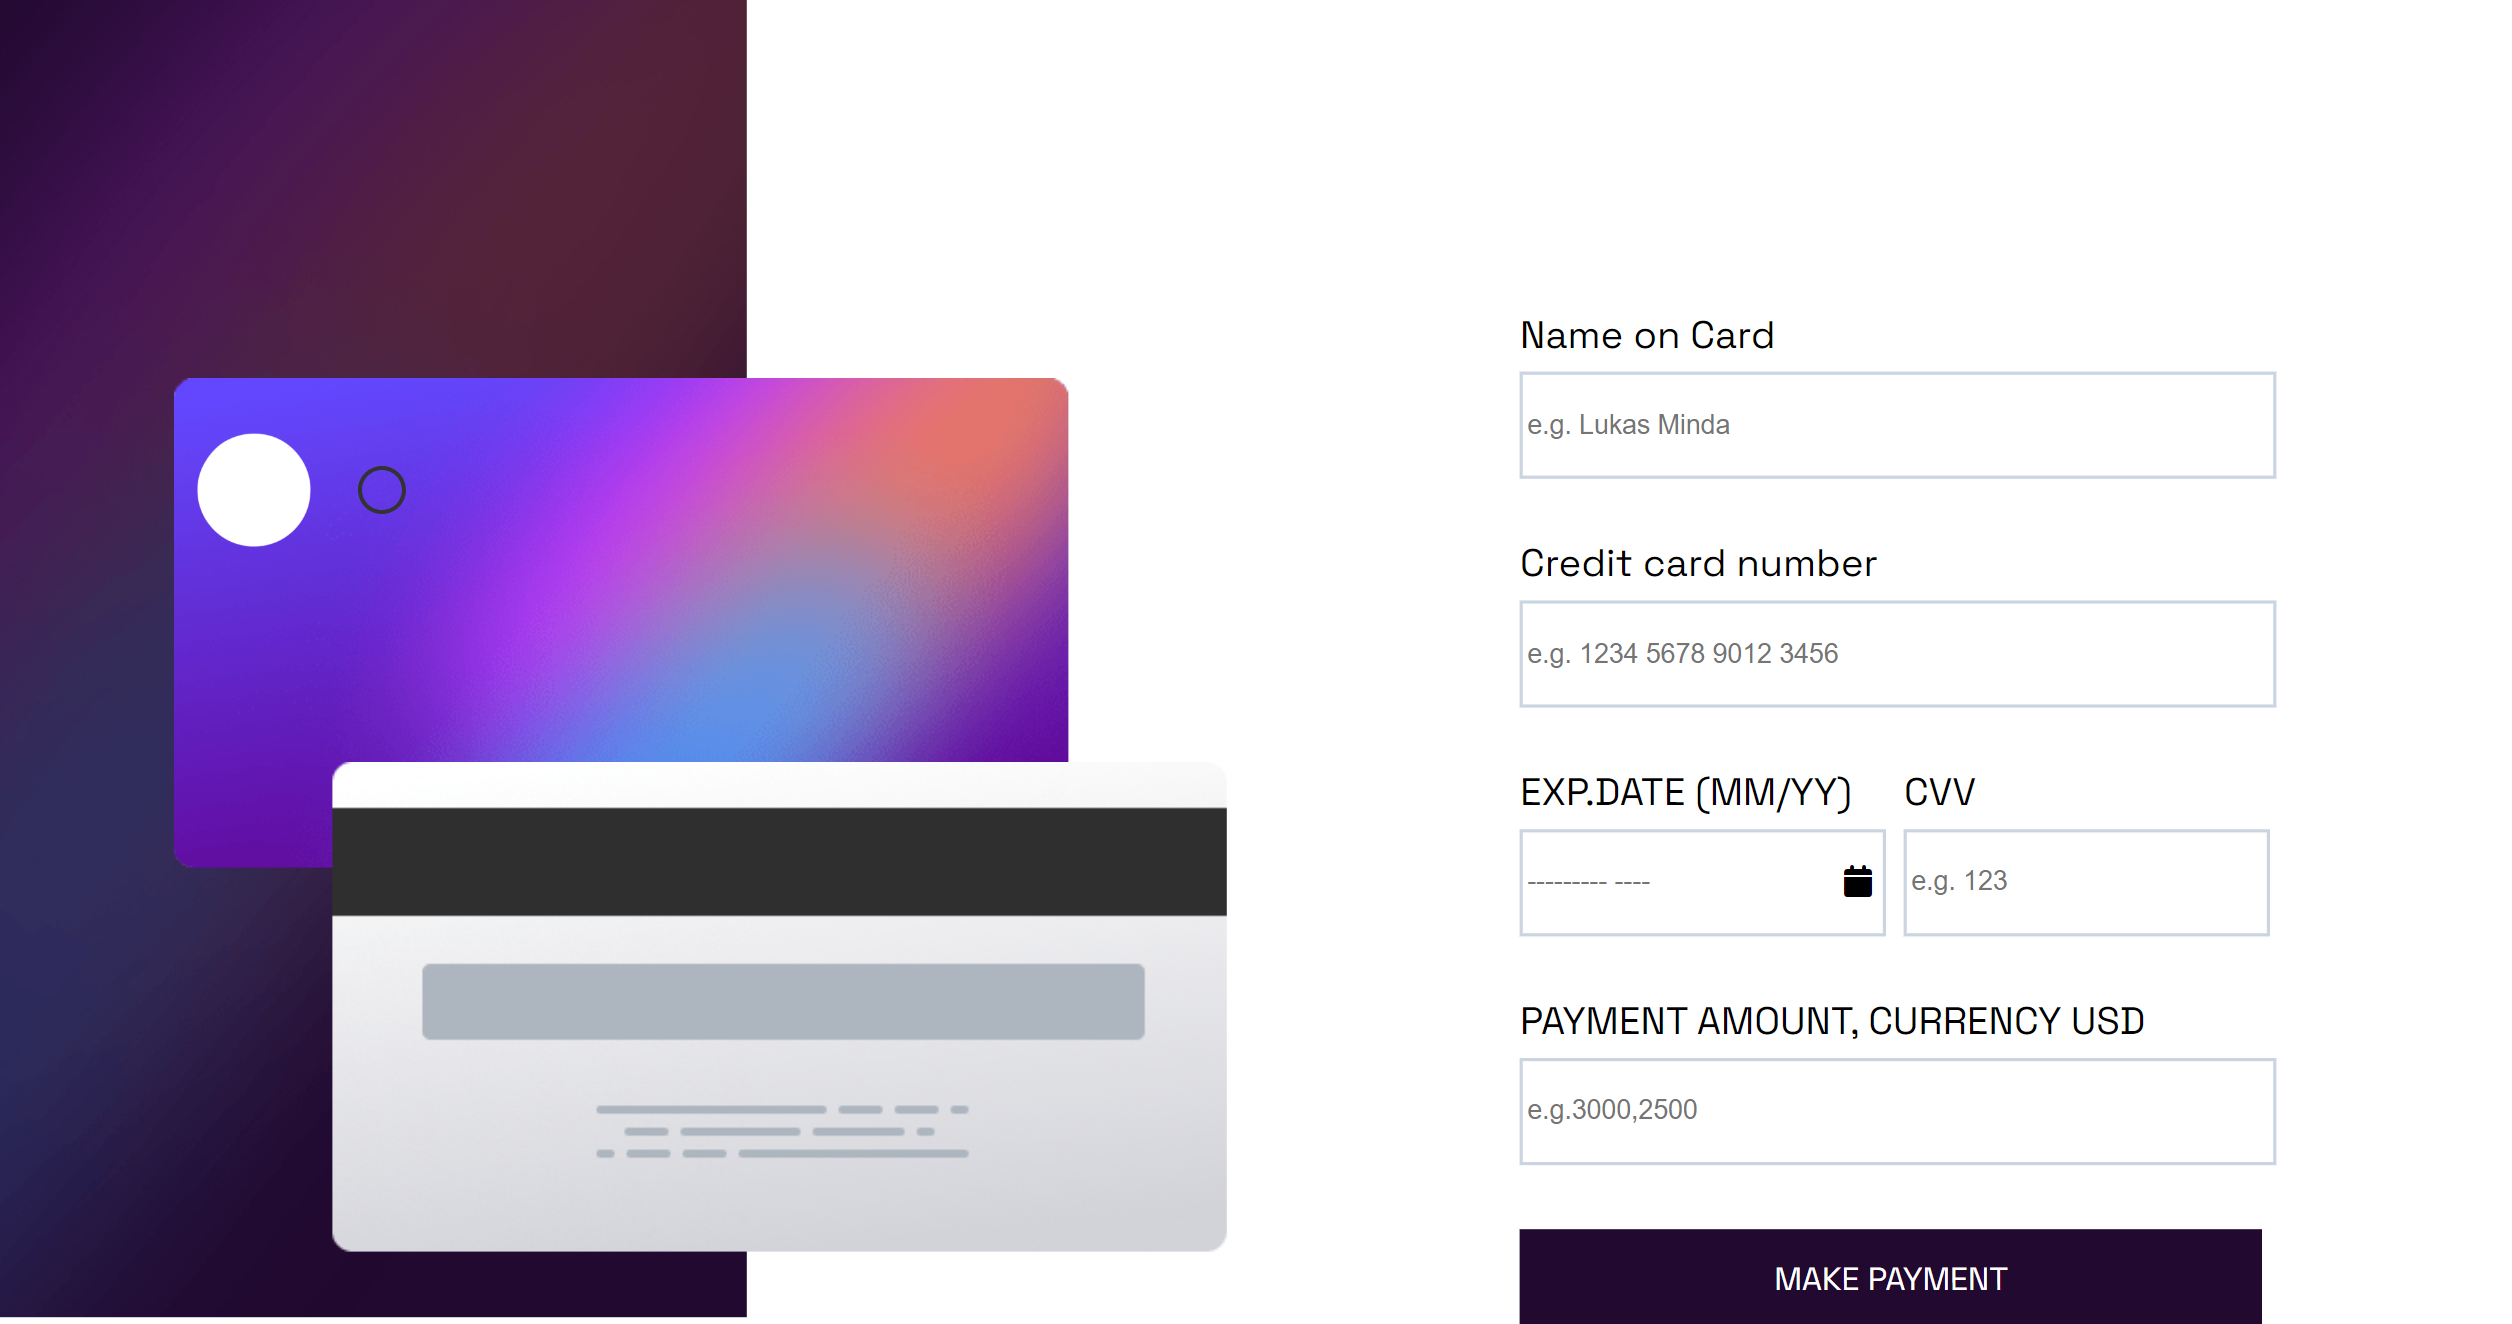 Name on Card
e.g. Lukas Minda
Credit card number
e.g. 1234 5678 9012 3456
EXP.DATE (MM/YY) CVV
--------- ---- e.g. 123
PAYMENT AMOUNT, CURRENCY USD
e.g.3000,2500
MAKE PAYMENT